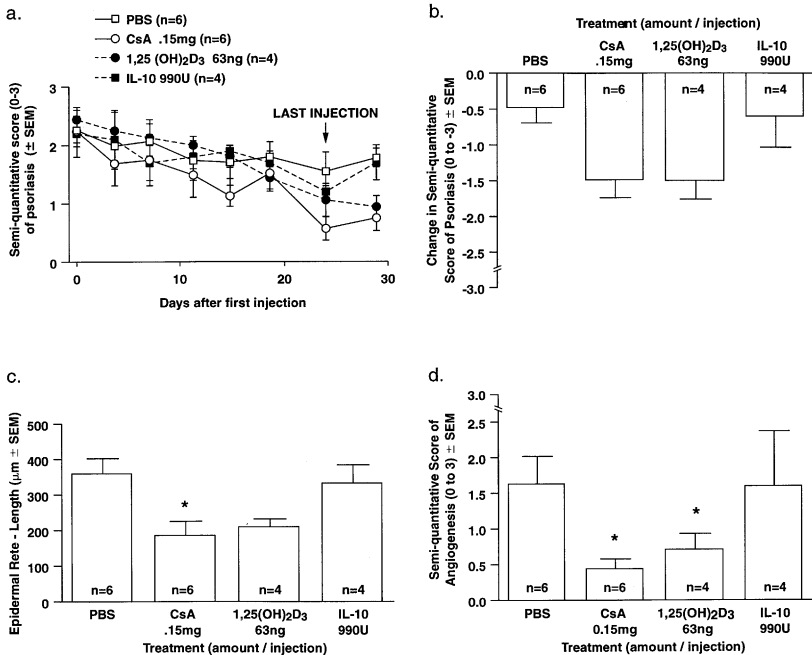 a.
PBS (n=6)
CsA .15mg (n=6)
1,25 (OH)2D3 63ng (n=4)
IL-10 990U (n=4)
LAST INJECTION
Semi-quantitative score (0-3)
of psoriasis (± SEM)
3
2
1
0
0 10 20 30
Days after first injection
b.
Treatment (amount / injection)
PBS
CsA
.15mg
1,25(OH)2D3
63ng
IL-10
990U
n=6 n=6 n=4 n=4
Change in Semi-quantitative
Score of Psoriasis (0 to -3) ± SEM
0.0
-0.5
-1.0
-1.5
-2.0
-2.5
-3.0
c.
Epidermal Rete - Length (µm ± SEM)
500
400
300
200
100
0
*
n=6 n=6 n=4 n=4
PBS
CsA
.15mg
1,25(OH)2D3
63ng
IL-10
990U
Treatment (amount / injection)
d.
Semi-quantitative Score of
Angiogenesis (0 to 3) ± SEM
3.0
2.5
2.0
1.5
1.0
0.5
0.0
* *
n=6 n=6 n=4 n=4
PBS
CsA
0.15mg
1,25(OH)2D3
63ng
IL-10
990U
Treatment (amount / injection)